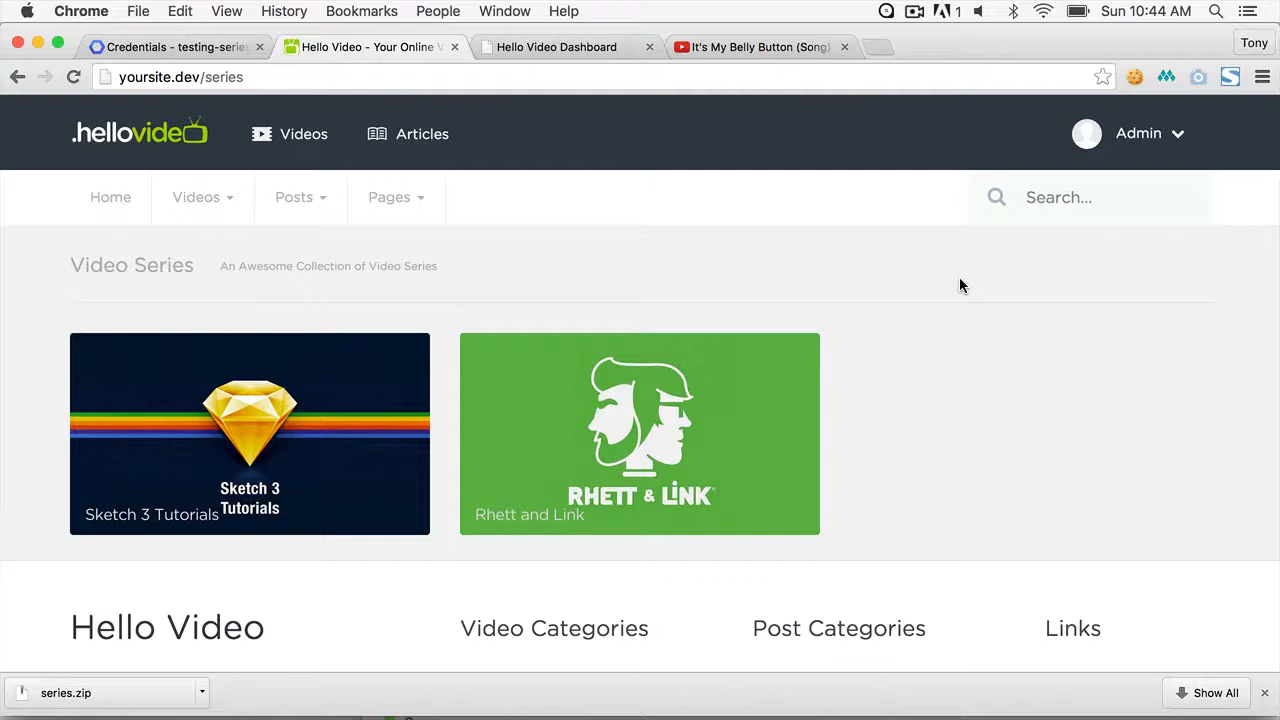 Chrome File Edit View History Bookmarks People Window Help 1 Sun 10:44 AM
Credentials - testing-serie
Hello Video - Your Online V
Hello Video Dashboard
It's My Belly Button (Song)
Tony
yoursite.dev/series
.hellovideo
Videos
Articles
Admin
Home
Videos
Posts
Pages
Search...
Video Series
An Awesome Collection of Video Series
Sketch 3
Tutorials
Sketch 3 Tutorials
RHETT & LINK
Rhett and Link
Hello Video
Video Categories
Post Categories
Links
series.zip
Show All